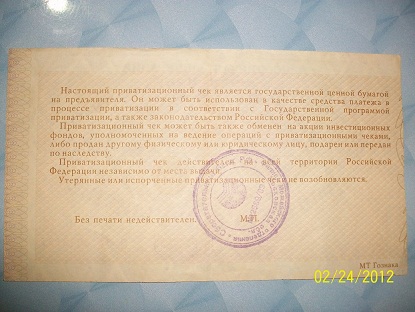 Настоящий приватизационный чек является государственной ценной бумагой
на предъявителя. Он может быть использован в качестве средства платежа в
процессе приватизации в соответствии с Государственной программой
приватизации, а также законодательством Российской Федерации.
Приватизационный чек может быть также обменен на акции инвестиционных
фондов, уполномоченных на ведение операций с приватизационными чеками,
либо продан другому физическому или юридическому лицу, подарен или передан
по наследству.
Приватизационный чек действителен на всей территории Российской
Федерации независимо от места выдачи.
Утерянные или испорченные приватизационные чеки не возобновляются.
Без печати недействителен. М.П.
МТ Гознака
02/24/2012